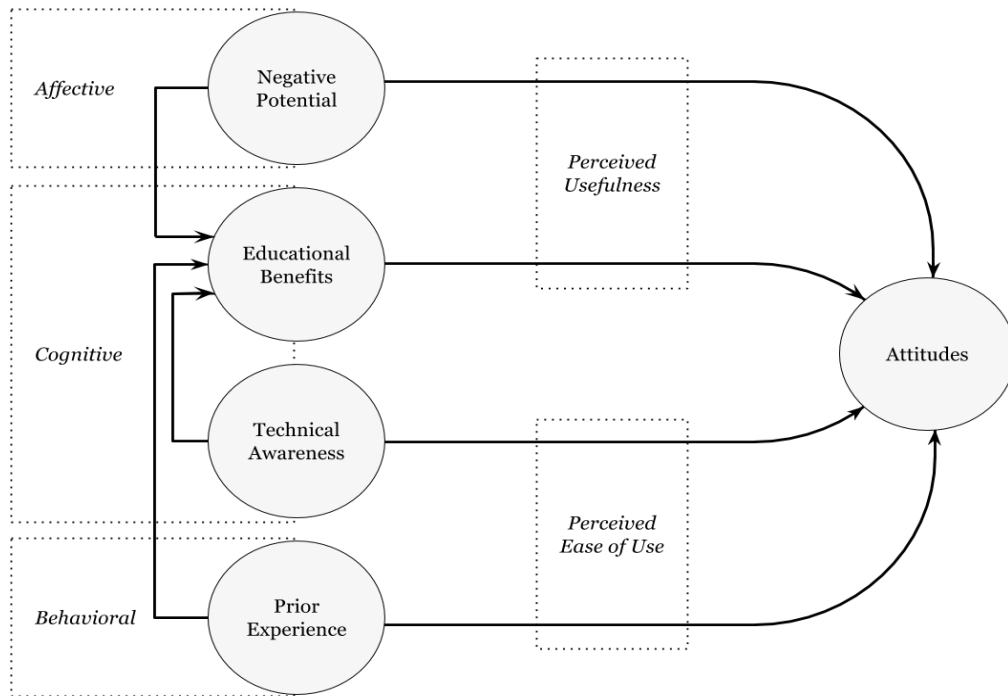 Affective
Negative
Potential
Perceived
Usefulness
Educational
Benefits
Cognitive
Attitudes
Technical
Awareness
Perceived
Ease of Use
Behavioral
Prior
Experience